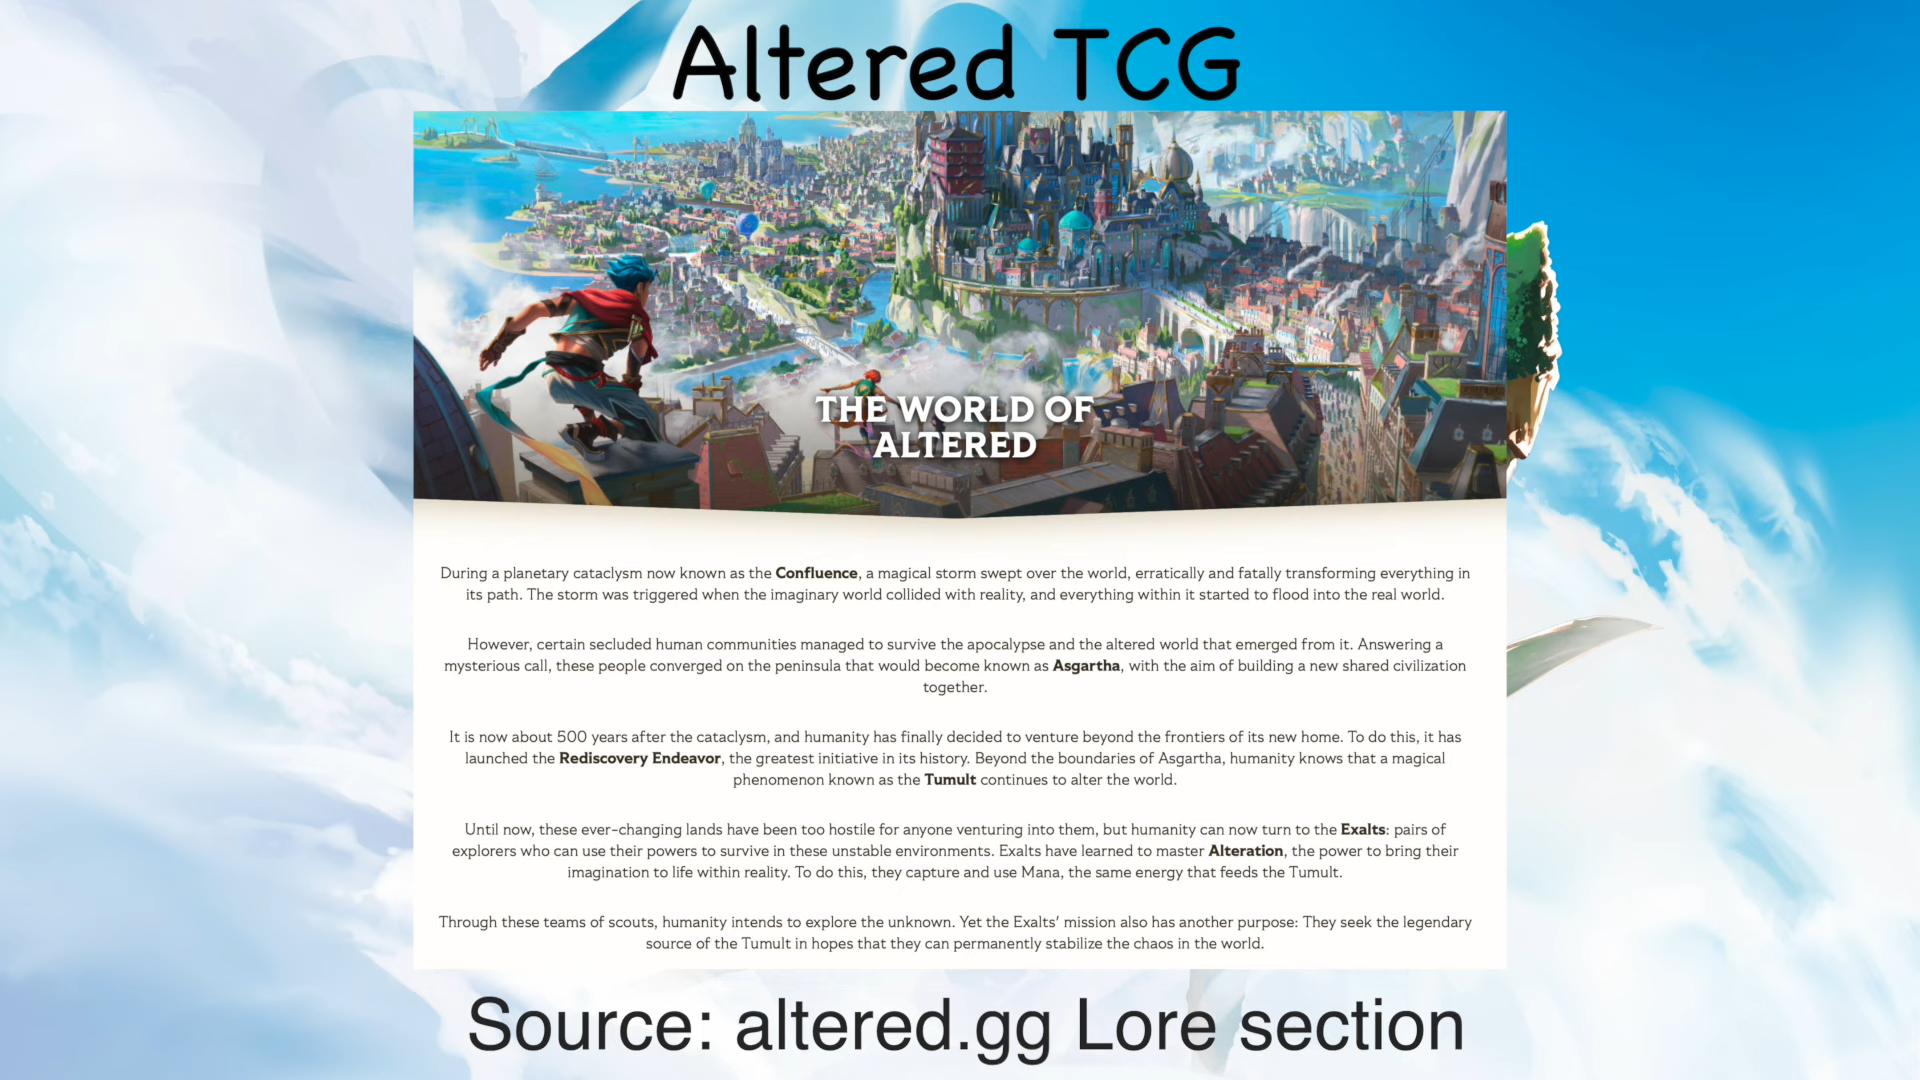 Altered TCG
THE WORLD OF
ALTERED
During a planetary cataclysm now known as the Confluence, a magical storm swept over the world, erratically and fatally transforming everything in
its path. The storm was triggered when the imaginary world collided with reality, and everything within it started to flood into the real world.
However, certain secluded human communities managed to survive the apocalypse and the altered world that emerged from it. Answering a
mysterious call, these people converged on the peninsula that would become known as Asgartha, with the aim of building a new shared civilization
together.
It is now about 500 years after the cataclysm, and humanity has finally decided to venture beyond the frontiers of its new home. To do this, it has
launched the Rediscovery Endeavor, the greatest initiative in its history. Beyond the boundaries of Asgartha, humanity knows that a magical
phenomenon known as the Tumult continues to alter the world.
Until now, these ever-changing lands have been too hostile for anyone venturing into them, but humanity can now turn to the Exalts: pairs of
explorers who can use their powers to survive in these unstable environments. Exalts have learned to master Alteration, the power to bring their
imagination to life within reality. To do this, they capture and use Mana, the same energy that feeds the Tumult.
Through these teams of scouts, humanity intends to explore the unknown. Yet the Exalts' mission also has another purpose: They seek the legendary
source of the Tumult in hopes that they can permanently stabilize the chaos in the world.
Source: altered.gg Lore section